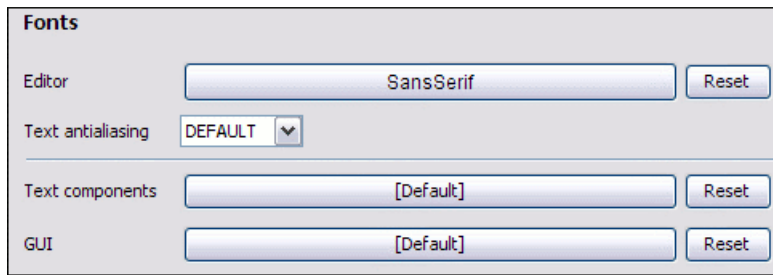 Fonts
Editor SansSerif Reset
Text antialiasing DEFAULT
Text components [Default] Reset
GUI [Default] Reset